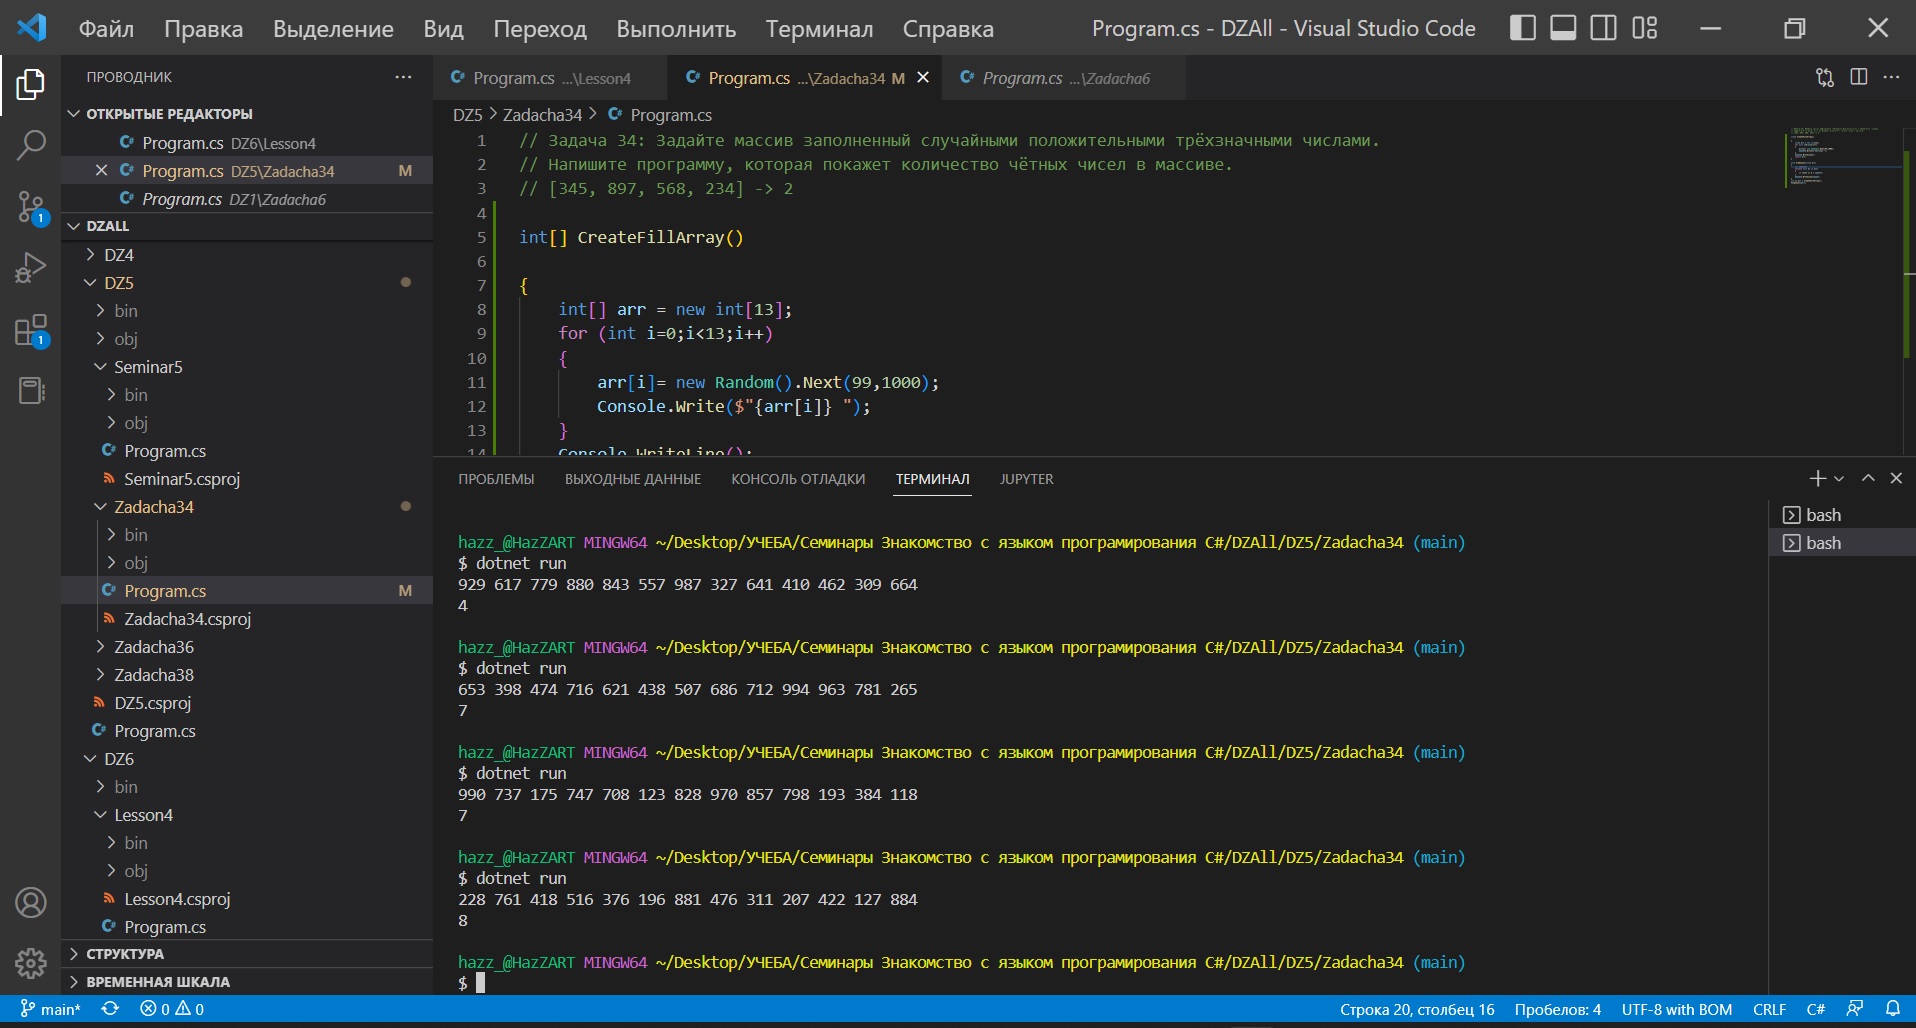 Файл Правка Выделение Вид Переход Выполнить Терминал Справка Program.cs - DZAll - Visual Studio Code
ПРОВОДНИК ...
ОТКРЫТЫЕ РЕДАКТОРЫ
Program.cs DZ6\Lesson4
Program.cs DZ5\Zadacha34 M
Program.cs DZ1\Zadacha6
DZALL
DZ4
DZ5
bin
obj
Seminar5
bin
obj
Program.cs
Seminar5.csproj
Zadacha34
bin
obj
Program.cs M
Zadacha34.csproj
Zadacha36
Zadacha38
DZ5.csproj
Program.cs
DZ6
bin
Lesson4
bin
obj
Lesson4.csproj
Program.cs
СТРУКТУРА
ВРЕМЕННАЯ ШКАЛА
1
1
Program.cs ...\Lesson4 Program.cs ...\Zadacha34 M Program.cs ...\Zadacha6
DZ5 > Zadacha34 > Program.cs
1 // Задача 34: Задайте массив заполненный случайными положительными трёхзначными числами.
2 // Напишите программу, которая покажет количество чётных чисел в массиве.
3 // [345, 897, 568, 234] -> 2
4
5 int[] CreateFillArray()
6
7 {
8 int[] arr = new int[13];
9 for (int i=0;i<13;i++)
10 {
11 arr[i]= new Random().Next(99,1000);
12 Console.Write($"{arr[i]} ");
13 }
14 Console.WriteLine();
ПРОБЛЕМЫ ВЫХОДНЫЕ ДАННЫЕ КОНСОЛЬ ОТЛАДКИ ТЕРМИНАЛ JUPYTER
bash
bash
hazz_@HazZART MINGW64 ~/Desktop/УЧЕБА/Семинары Знакомство с языком програмирования C#/DZAll/DZ5/Zadacha34 (main)
$ dotnet run
929 617 779 880 843 557 987 327 641 410 462 309 664
4
hazz_@HazZART MINGW64 ~/Desktop/УЧЕБА/Семинары Знакомство с языком програмирования C#/DZAll/DZ5/Zadacha34 (main)
$ dotnet run
653 398 474 716 621 438 507 686 712 994 963 781 265
7
hazz_@HazZART MINGW64 ~/Desktop/УЧЕБА/Семинары Знакомство с языком програмирования C#/DZAll/DZ5/Zadacha34 (main)
$ dotnet run
990 737 175 747 708 123 828 970 857 798 193 384 118
7
hazz_@HazZART MINGW64 ~/Desktop/УЧЕБА/Семинары Знакомство с языком програмирования C#/DZAll/DZ5/Zadacha34 (main)
$ dotnet run
228 761 418 516 376 196 881 476 311 207 422 127 884
8
hazz_@HazZART MINGW64 ~/Desktop/УЧЕБА/Семинары Знакомство с языком програмирования C#/DZAll/DZ5/Zadacha34 (main)
$
main* 0 0 Строка 20, столбец 16 Пробелов: 4 UTF-8 with BOM CRLF C#